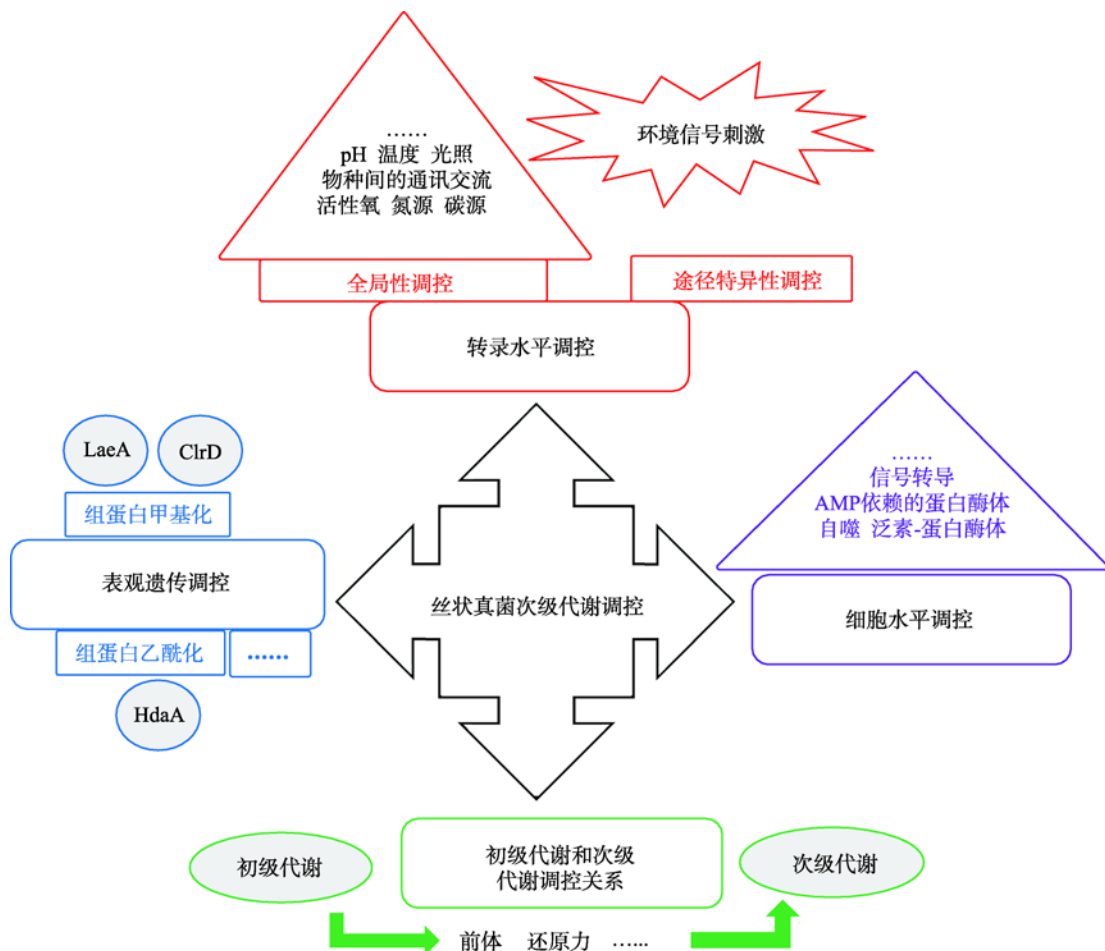 ……
pH 温度 光照
物种间的通讯交流
活性氧 氮源 碳源
环境信号刺激
全局性调控
途径特异性调控
转录水平调控
LaeA
ClrD
组蛋白甲基化
表观遗传调控
组蛋白乙酰化
……
HdaA
丝状真菌次级代谢调控
……
信号转导
AMP依赖的蛋白酶体
自噬 泛素-蛋白酶体
细胞水平调控
初级代谢
初级代谢和次级
代谢调控关系
次级代谢
前体 还原力 …...